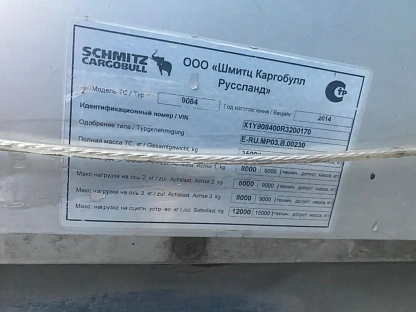 SCHMITZ
CARGOBULL
ООО «Шмитц Каргобулл
Руссланд»
Модель ТС / Typ 9084 Год изготовления / Baujahr 2014
Идентификационный номер / VIN X1Y908400R3200170
Одобрение типа / Typgenehmigung E-RU.MP03.B.00230
Полная масса ТС, кг / Gesamtgewicht, kg
8000 9000
Макс нагрузка на ось 2, кг / zul. Achslast, Achse 2, kg 8000 9000
Макс нагрузка на ось 3, кг / zul. Achslast, Achse 3, kg 8000 9000
Макс. нагрузка на сцепн. устр-во, кг / zul. Sattellast, kg 12000 15000